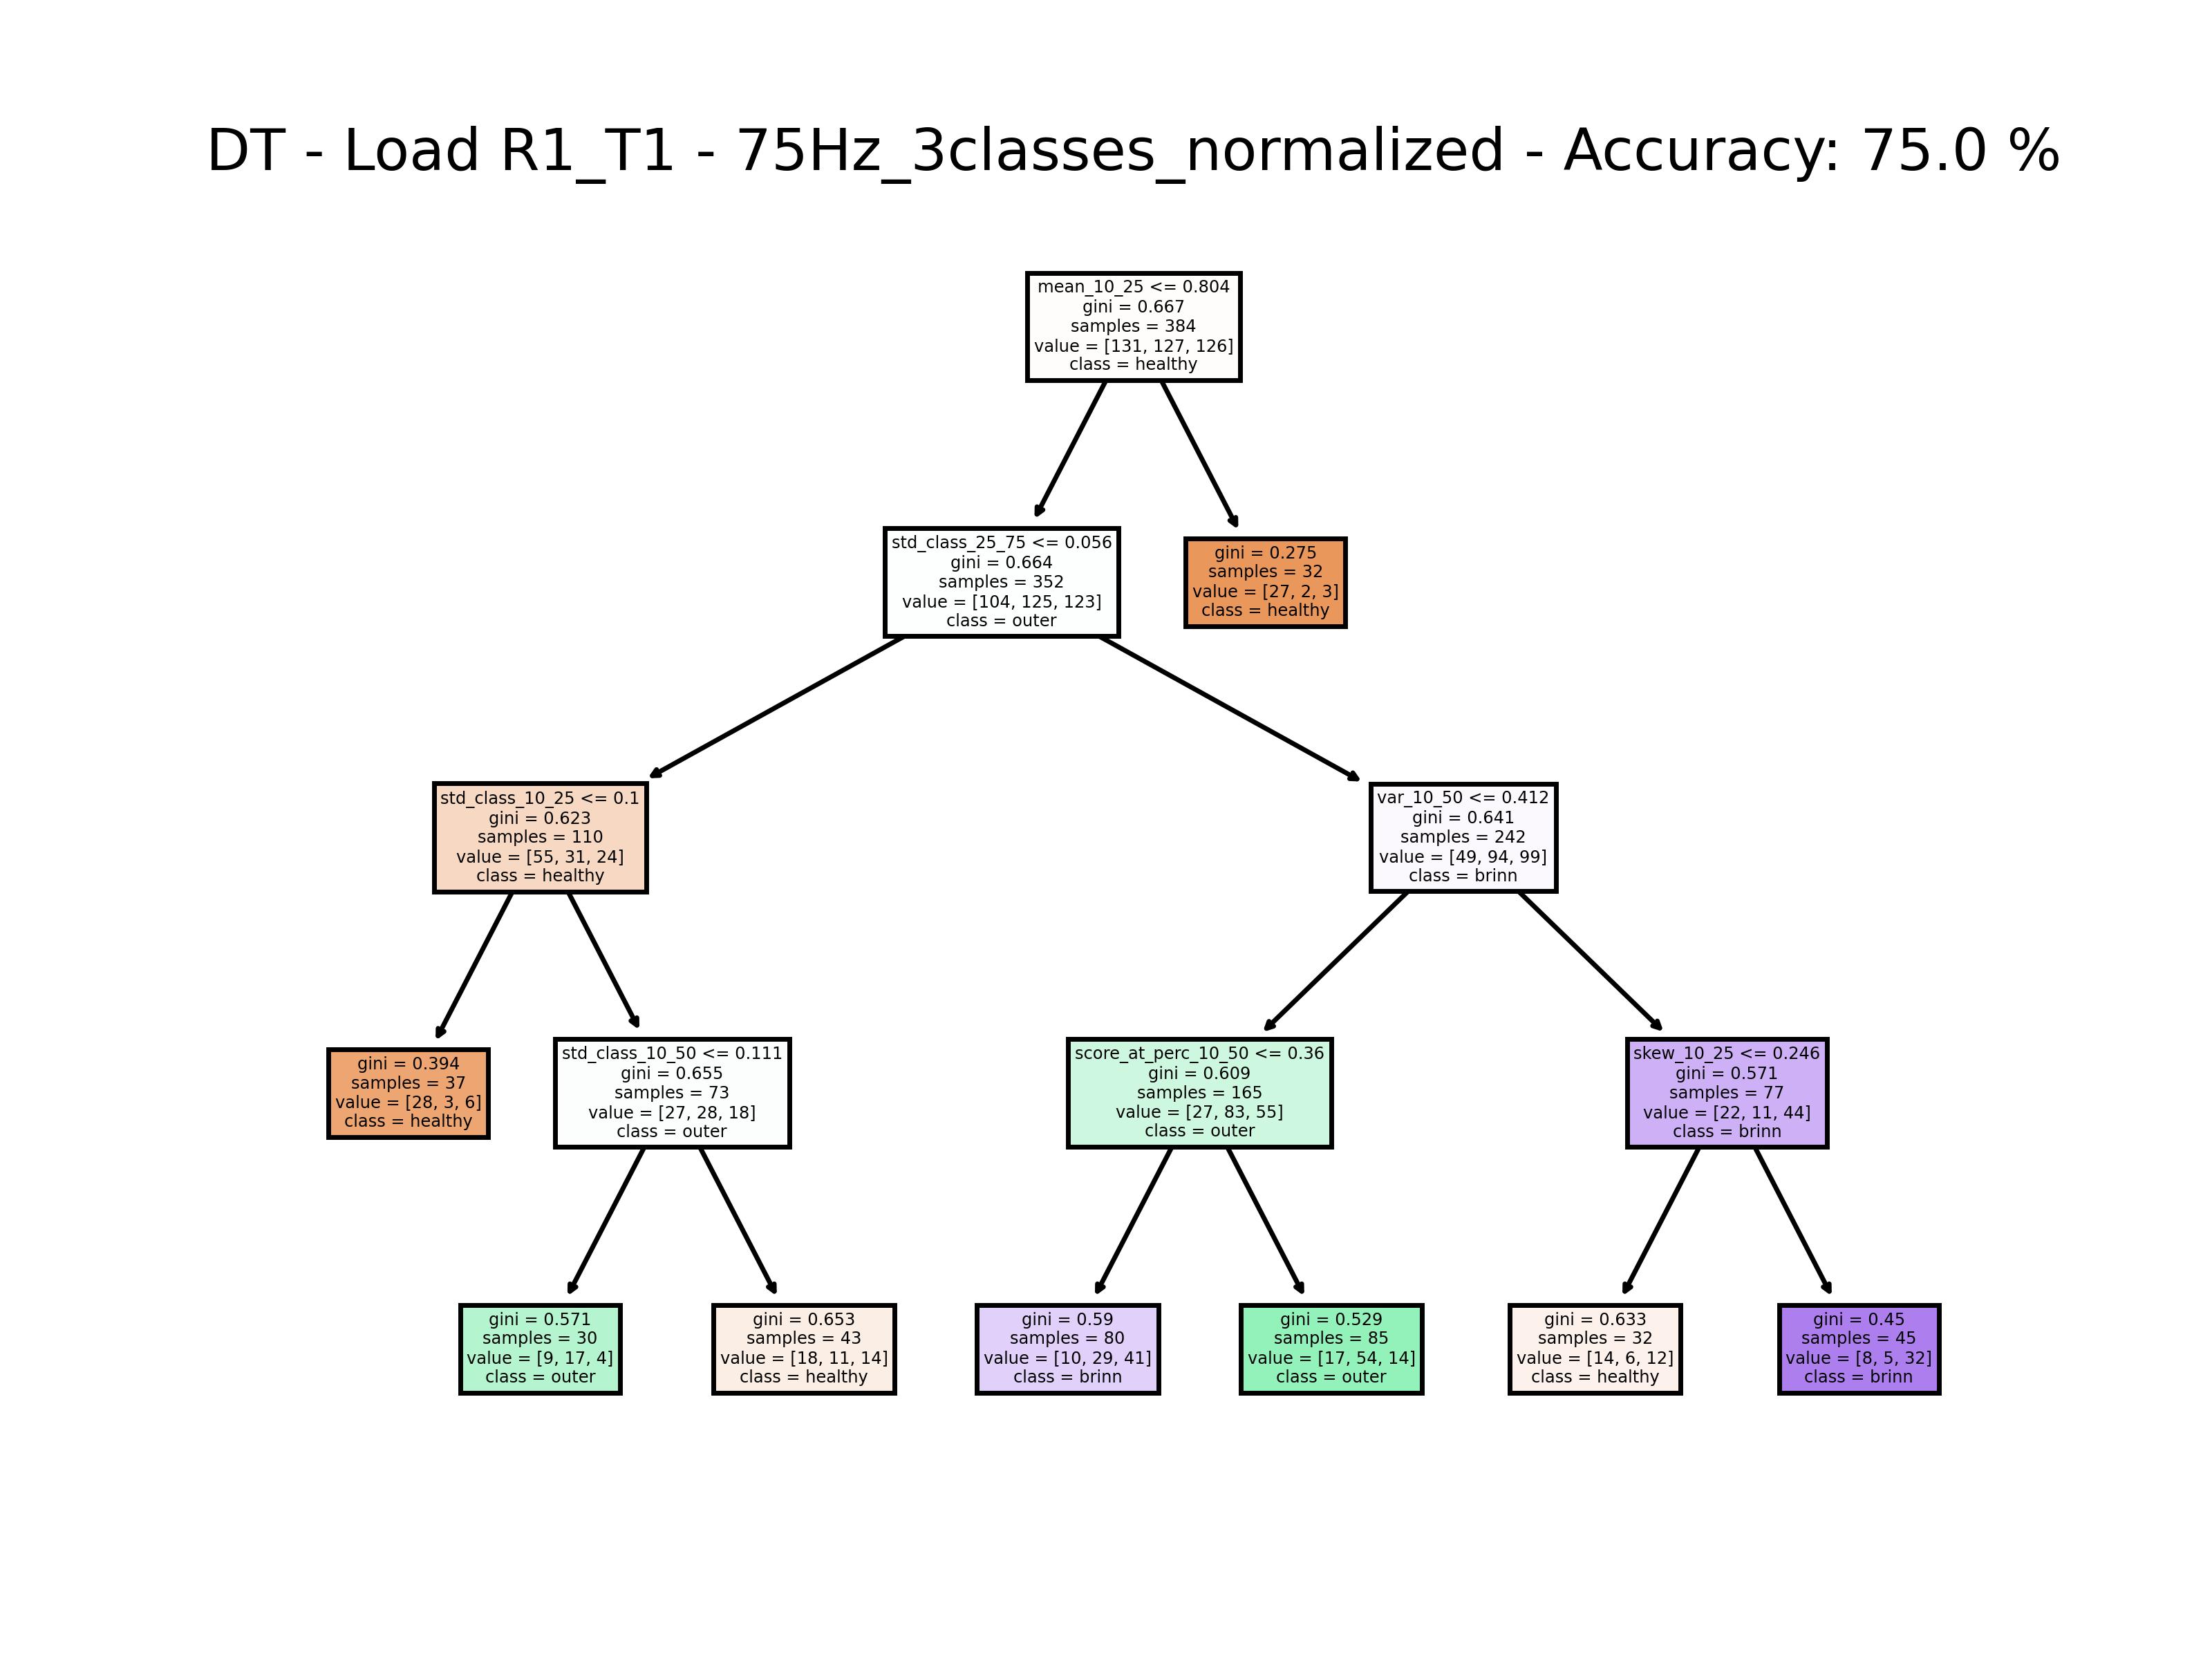 DT - Load R1_T1 - 75Hz_3classes_normalized - Accuracy: 75.0 %
mean_10_25 <= 0.804
gini = 0.667
samples = 384
value = [131, 127, 126]
class = healthy
std_class_25_75 <= 0.056
gini = 0.664
samples = 352
value = [104, 125, 123]
class = outer
gini = 0.275
samples = 32
value = [27, 2, 3]
class = healthy
std_class_10_25 <= 0.1
gini = 0.623
samples = 110
value = [55, 31, 24]
class = healthy
var_10_50 <= 0.412
gini = 0.641
samples = 242
value = [49, 94, 99]
class = brinn
gini = 0.394
samples = 37
value = [28, 3, 6]
class = healthy
std_class_10_50 <= 0.111
gini = 0.655
samples = 73
value = [27, 28, 18]
class = outer
score_at_perc_10_50 <= 0.36
gini = 0.609
samples = 165
value = [27, 83, 55]
class = outer
skew_10_25 <= 0.246
gini = 0.571
samples = 77
value = [22, 11, 44]
class = brinn
gini = 0.571
samples = 30
value = [9, 17, 4]
class = outer
gini = 0.653
samples = 43
value = [18, 11, 14]
class = healthy
gini = 0.59
samples = 80
value = [10, 29, 41]
class = brinn
gini = 0.529
samples = 85
value = [17, 54, 14]
class = outer
gini = 0.633
samples = 32
value = [14, 6, 12]
class = healthy
gini = 0.45
samples = 45
value = [8, 5, 32]
class = brinn